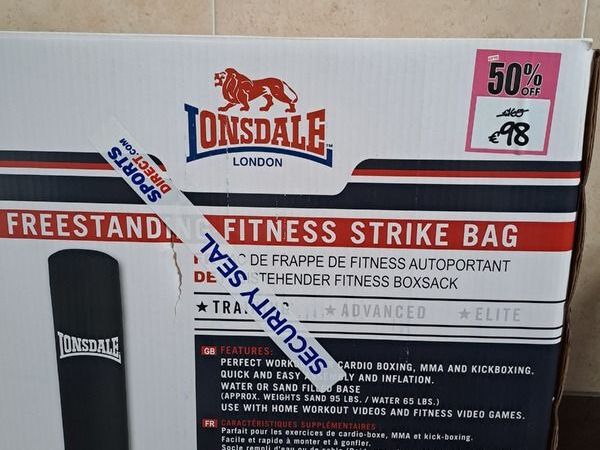 UP TO
50% OFF
€98
LONSDALE
LONDON
SPORTS
DIRECT.COM
SECURITY SEAL
FREESTANDING FITNESS STRIKE BAG
DE FRAPPE DE FITNESS AUTOPORTANT
DE STEHENDER FITNESS BOXSACK
★ ADVANCED ★ ELITE
LONSDALE
GB FEATURES:
PERFECT CARDIO BOXING, MMA AND KICKBOXING.
QUICK AND EASY ASSEMBLY AND INFLATION.
WATER OR SAND FILLED BASE
(APPROX. WEIGHTS SAND 95 LBS. / WATER 65 LBS.)
USE WITH HOME WORKOUT VIDEOS AND FITNESS VIDEO GAMES.
FR CARACTÉRISTIQUES SUPPLÉMENTAIRES
Parfait pour les exercices de cardio-boxe, MMA et kick-boxing.
Facile et rapide à monter et à gonfler.